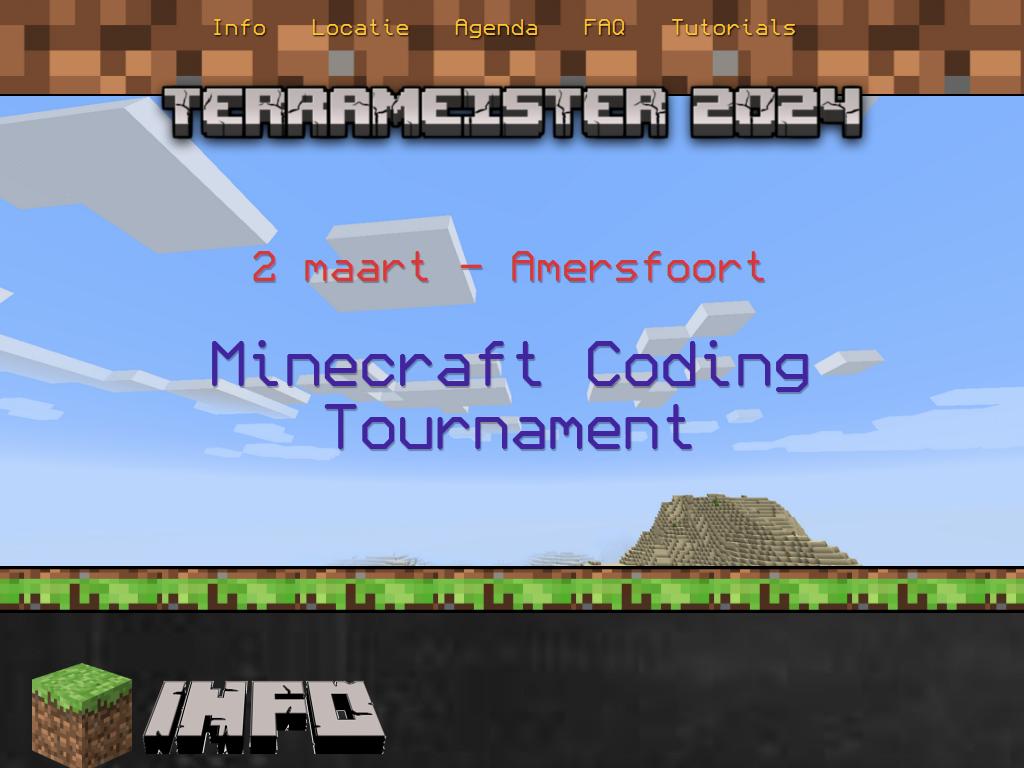 Info Locatie Agenda FAQ Tutorials
TERRAMEISTER 2024
2 maart - Amersfoort
Minecraft Coding
Tournament
INFO